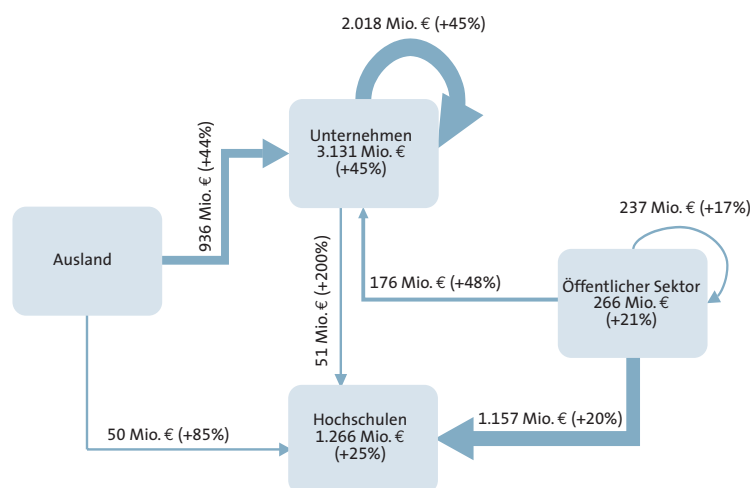 2.018 Mio. € (+45%)
Unternehmen
3.131 Mio. €
(+45%)
936 Mio. € (+44%)
237 Mio. € (+17%)
Ausland
51 Mio. € (+200%)
176 Mio. € (+48%)
Öffentlicher Sektor
266 Mio. €
(+21%)
50 Mio. € (+85%)
Hochschulen
1.266 Mio. €
(+25%)
1.157 Mio. € (+20%)